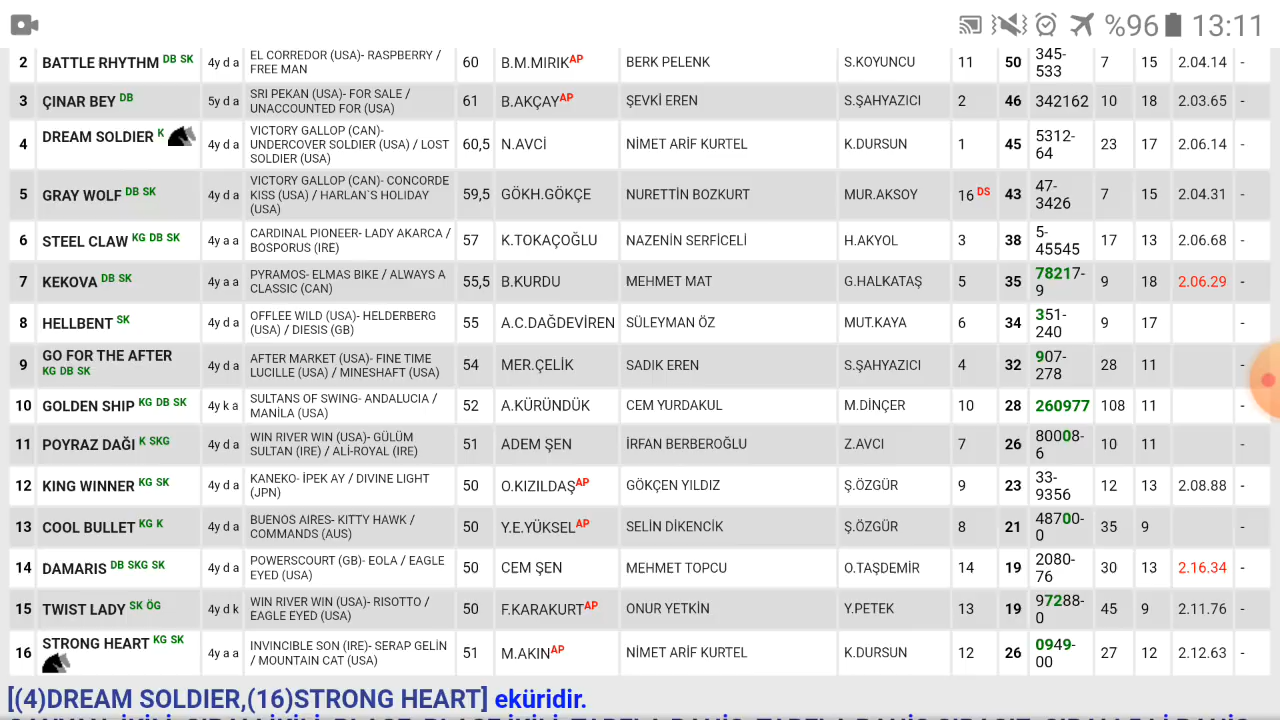 %96 13:11
2 BATTLE RHYTHM DB SK 4y d a EL CORREDOR (USA)- RASPBERRY / FREE MAN 60 B.M.MIRIK AP BERK PELENK S.KOYUNCU 11 50 345-533 7 15 2.04.14 -
3 ÇINAR BEY DB 5y d a SRI PEKAN (USA)- FOR SALE / UNACCOUNTED FOR (USA) 61 B.AKÇAY AP ŞEVKİ EREN S.ŞAHYAZICI 2 46 342162 10 18 2.03.65 -
4 DREAM SOLDIER K 4y d a VICTORY GALLOP (CAN)- UNDERCOVER SOLDIER (USA) / LOST SOLDIER (USA) 60,5 N.AVCİ NİMET ARİF KURTEL K.DURSUN 1 45 5312-64 23 17 2.06.14 -
5 GRAY WOLF DB SK 4y d a VICTORY GALLOP (CAN)- CONCORDE KISS (USA) / HARLAN`S HOLIDAY (USA) 59,5 GÖKH.GÖKÇE NURETTİN BOZKURT MUR.AKSOY 16 DS 43 47-3426 7 15 2.04.31 -
6 STEEL CLAW KG DB SK 4y a a CARDINAL PIONEER- LADY AKARCA / BOSPORUS (IRE) 57 K.TOKAÇOĞLU NAZENİN SERFİCELİ H.AKYOL 3 38 5-45545 17 13 2.06.68 -
7 KEKOVA DB SK 4y a a PYRAMOS- ELMAS BIKE / ALWAYS A CLASSIC (CAN) 55,5 B.KURDU MEHMET MAT G.HALKATAŞ 5 35 78217-9 9 18 2.06.29 -
8 HELLBENT SK 4y d a OFFLEE WILD (USA)- HELDERBERG (USA) / DIESIS (GB) 55 A.C.DAĞDEVİREN SÜLEYMAN ÖZ MUT.KAYA 6 34 351-240 9 17 -
9 GO FOR THE AFTER KG DB SK 4y d a AFTER MARKET (USA)- FINE TIME LUCILLE (USA) / MINESHAFT (USA) 54 MER.ÇELİK SADIK EREN S.ŞAHYAZICI 4 32 907-278 28 11 -
10 GOLDEN SHIP KG DB SK 4y k a SULTANS OF SWING- ANDALUCIA / MANİLA (USA) 52 A.KÜRÜNDÜK CEM YURDAKUL M.DİNÇER 10 28 260977 108 11 -
11 POYRAZ DAĞI K SKG 4y d a WIN RIVER WIN (USA)- GÜLÜM SULTAN (IRE) / ALİ-ROYAL (IRE) 51 ADEM ŞEN İRFAN BERBEROĞLU Z.AVCI 7 26 80008-6 10 11 -
12 KING WINNER KG SK 4y d a KANEKO- İPEK AY / DIVINE LIGHT (JPN) 50 O.KIZILDAŞ AP GÖKÇEN YILDIZ Ş.ÖZGÜR 9 23 33-9356 12 13 2.08.88 -
13 COOL BULLET KG K 4y d a BUENOS AIRES- KITTY HAWK / COMMANDS (AUS) 50 Y.E.YÜKSEL AP SELİN DİKENCİK Ş.ÖZGÜR 8 21 48700-0 35 9 -
14 DAMARIS DB SKG SK 4y d a POWERSCOURT (GB)- EOLA / EAGLE EYED (USA) 50 CEM ŞEN MEHMET TOPCU O.TAŞDEMİR 14 19 2080-76 30 13 2.16.34 -
15 TWIST LADY SK ÖG 4y d k WIN RIVER WIN (USA)- RISOTTO / EAGLE EYED (USA) 50 F.KARAKURT AP ONUR YETKİN Y.PETEK 13 19 97288-0 45 9 2.11.76 -
16 STRONG HEART KG SK 4y a a INVINCIBLE SON (IRE)- SERAP GELİN / MOUNTAIN CAT (USA) 51 M.AKIN AP NİMET ARİF KURTEL K.DURSUN 12 26 0949-00 27 12 2.12.63 -
[(4)DREAM SOLDIER,(16)STRONG HEART] eküridir.